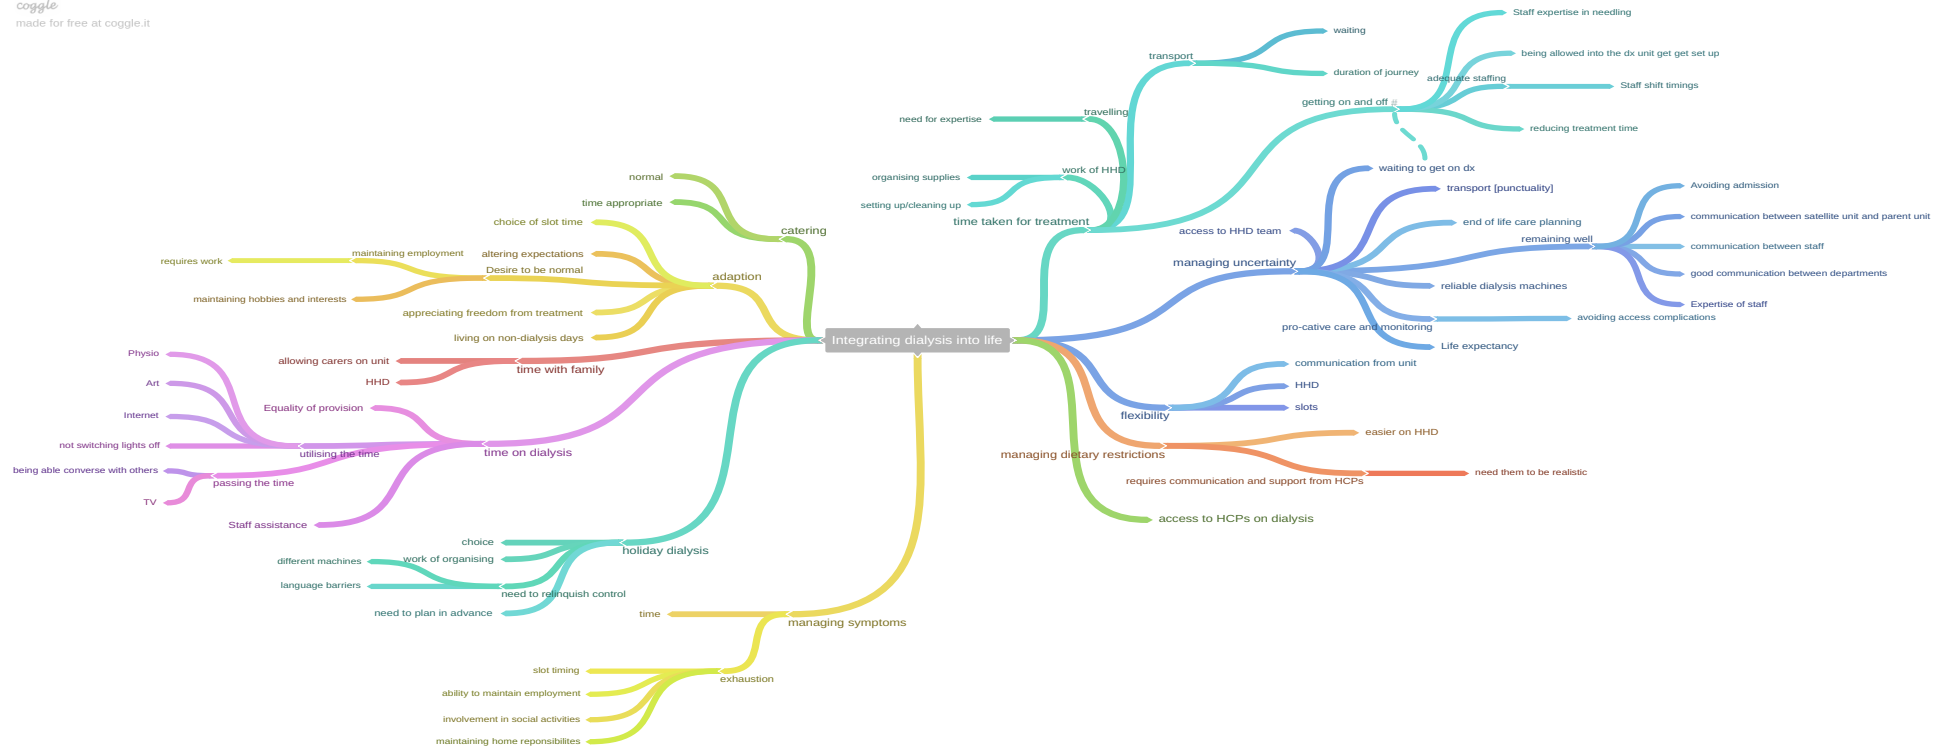 coggle
made for free at coggle.it
Integrating dialysis into life
catering
normal
time appropriate
adaption
choice of slot time
altering expectations
Desire to be normal
maintaining employment
requires work
maintaining hobbies and interests
appreciating freedom from treatment
living on non-dialysis days
time with family
allowing carers on unit
HHD
time on dialysis
Equality of provision
utilising the time
Physio
Art
Internet
not switching lights off
passing the time
being able converse with others
TV
Staff assistance
holiday dialysis
choice
work of organising
need to relinquish control
different machines
language barriers
need to plan in advance
managing symptoms
time
exhaustion
slot timing
ability to maintain employment
involvement in social activities
maintaining home reponsibilites
time taken for treatment
travelling
need for expertise
work of HHD
organising supplies
setting up/cleaning up
transport
waiting
duration of journey
getting on and off #
Staff expertise in needling
being allowed into the dx unit get get set up
adequate staffing
Staff shift timings
reducing treatment time
managing uncertainty
access to HHD team
waiting to get on dx
transport [punctuality]
end of life care planning
remaining well
Avoiding admission
communication between satellite unit and parent unit
communication between staff
good communication between departments
Expertise of staff
reliable dialysis machines
pro-cative care and monitoring
avoiding access complications
Life expectancy
flexibility
communication from unit
HHD
slots
managing dietary restrictions
easier on HHD
requires communication and support from HCPs
need them to be realistic
access to HCPs on dialysis